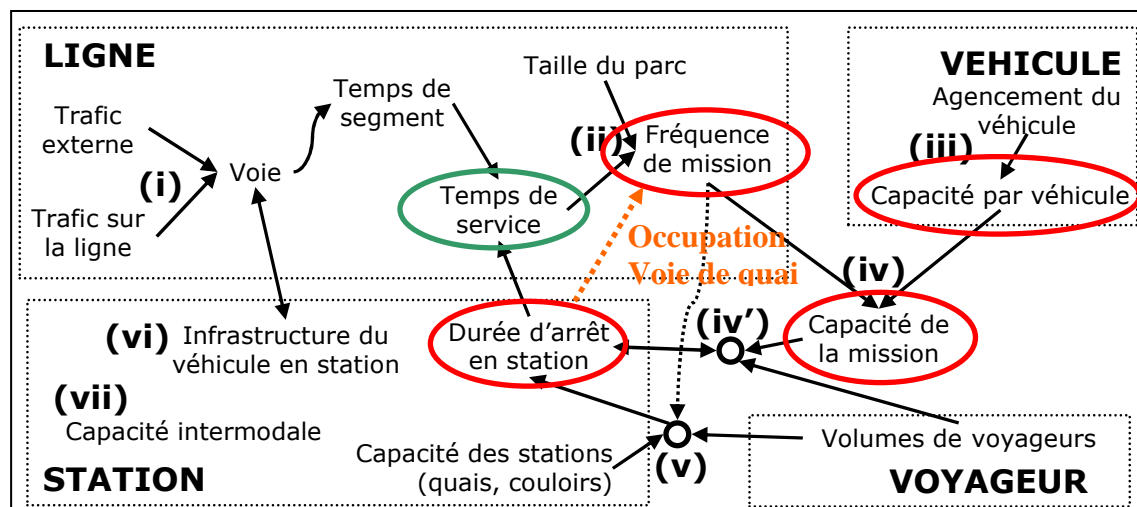 LIGNE
Trafic
externe
(i)
Voie
Trafic sur
la ligne
Temps de
segment
Taille du parc
(ii)
Fréquence
de mission
Temps de
service
Occupation
Voie de quai
VEHICULE
Agencement du
véhicule
(iii)
Capacité par véhicule
(iv)
Capacité de
la mission
(iv’)
(vi)
Infrastructure du
véhicule en station
Durée d’arrêt
en station
(vii)
Capacité intermodale
Capacité des stations
(quais, couloirs)
(v)
STATION
Volumes de voyageurs
VOYAGEUR